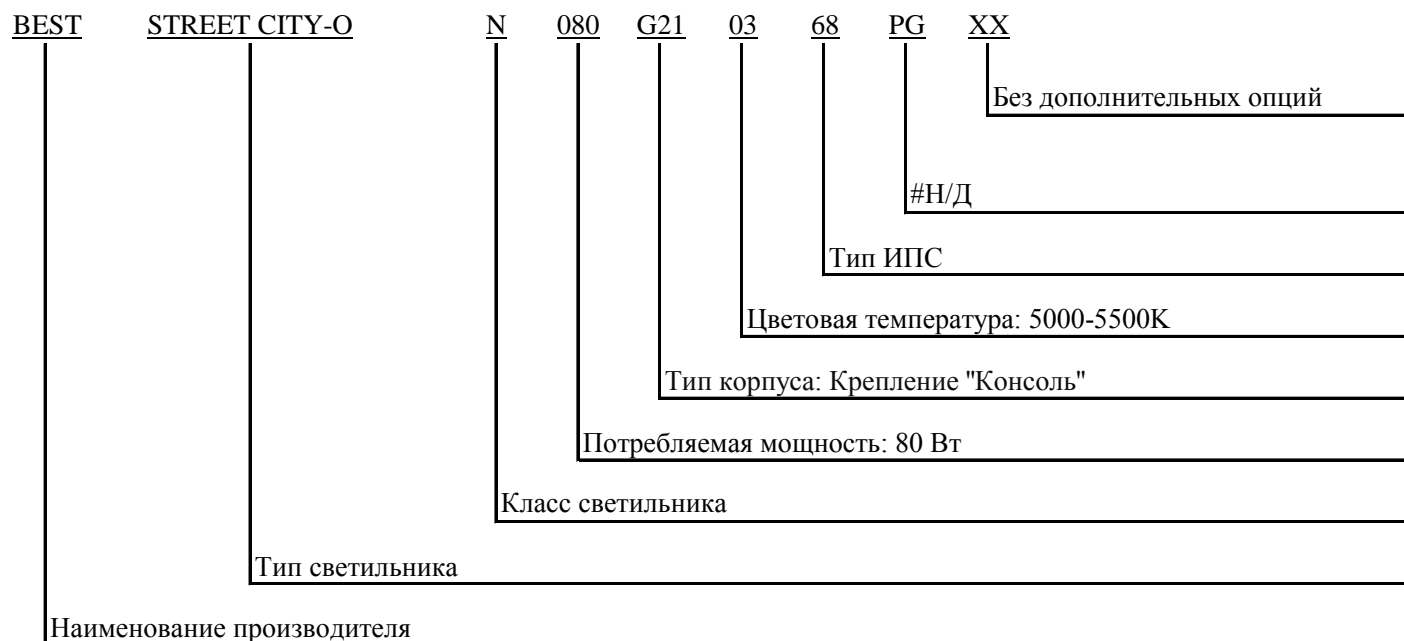 BEST STREET CITY-O N 080 G21 03 68 PG XX
Без дополнительных опций
#Н/Д
Тип ИПС
Цветовая температура: 5000-5500K
Тип корпуса: Крепление "Консоль"
Потребляемая мощность: 80 Вт
Класс светильника
Тип светильника
Наименование производителя